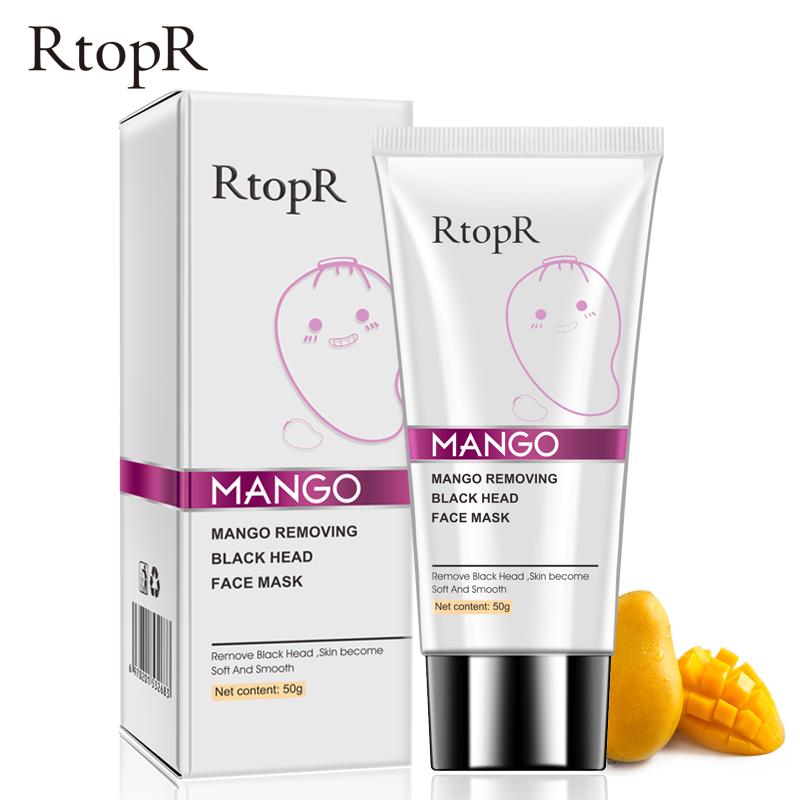 RtopR
RtopR
MANGO
MANGO REMOVING
BLACK HEAD
FACE MASK
Remove Black Head ,Skin become
Soft And Smooth
Net content: 50g
RtopR
MANGO
MANGO REMOVING
BLACK HEAD
FACE MASK
Remove Black Head ,Skin become
Soft And Smooth
Net content: 50g